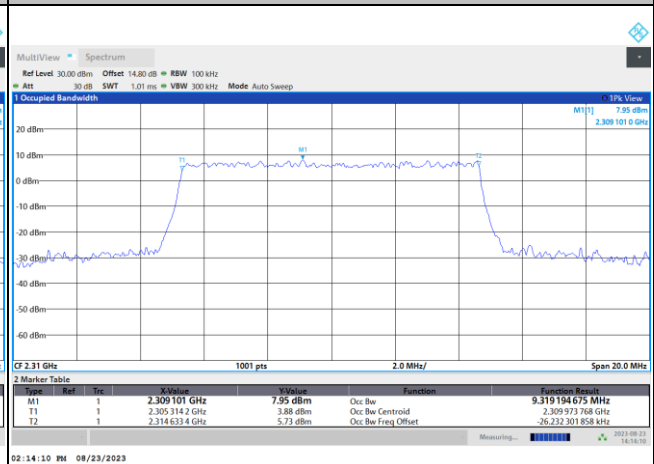 MultiView Spectrum
Ref Level 30.00 dBm Offset 14.80 dB RBW 100 kHz
Att 30 dB SWT 1.01 ms VBW 300 kHz Mode Auto Sweep
1 Occupied Bandwidth 1Pk View
M1[1] 7.95 dBm
2.309 101 0 GHz
20 dBm
10 dBm
M1
T1
T2
0 dBm
-10 dBm
-20 dBm
-30 dBm
-40 dBm
-50 dBm
-60 dBm
CF 2.31 GHz 1001 pts 2.0 MHz/ Span 20.0 MHz
2 Marker Table
Type Ref Trc X-Value Y-Value Function Function Result
M1 1 2.309101 GHz 7.95 dBm Occ Bw 9.319194675 MHz
T1 1 2.305 314 2 GHz 3.88 dBm Occ Bw Centroid 2.309 973 768 GHz
T2 1 2.314 633 4 GHz 5.73 dBm Occ Bw Freq Offset -26.232 301 858 kHz
Measuring... 2023-08-23
14:14:10
02:14:10 PM 08/23/2023